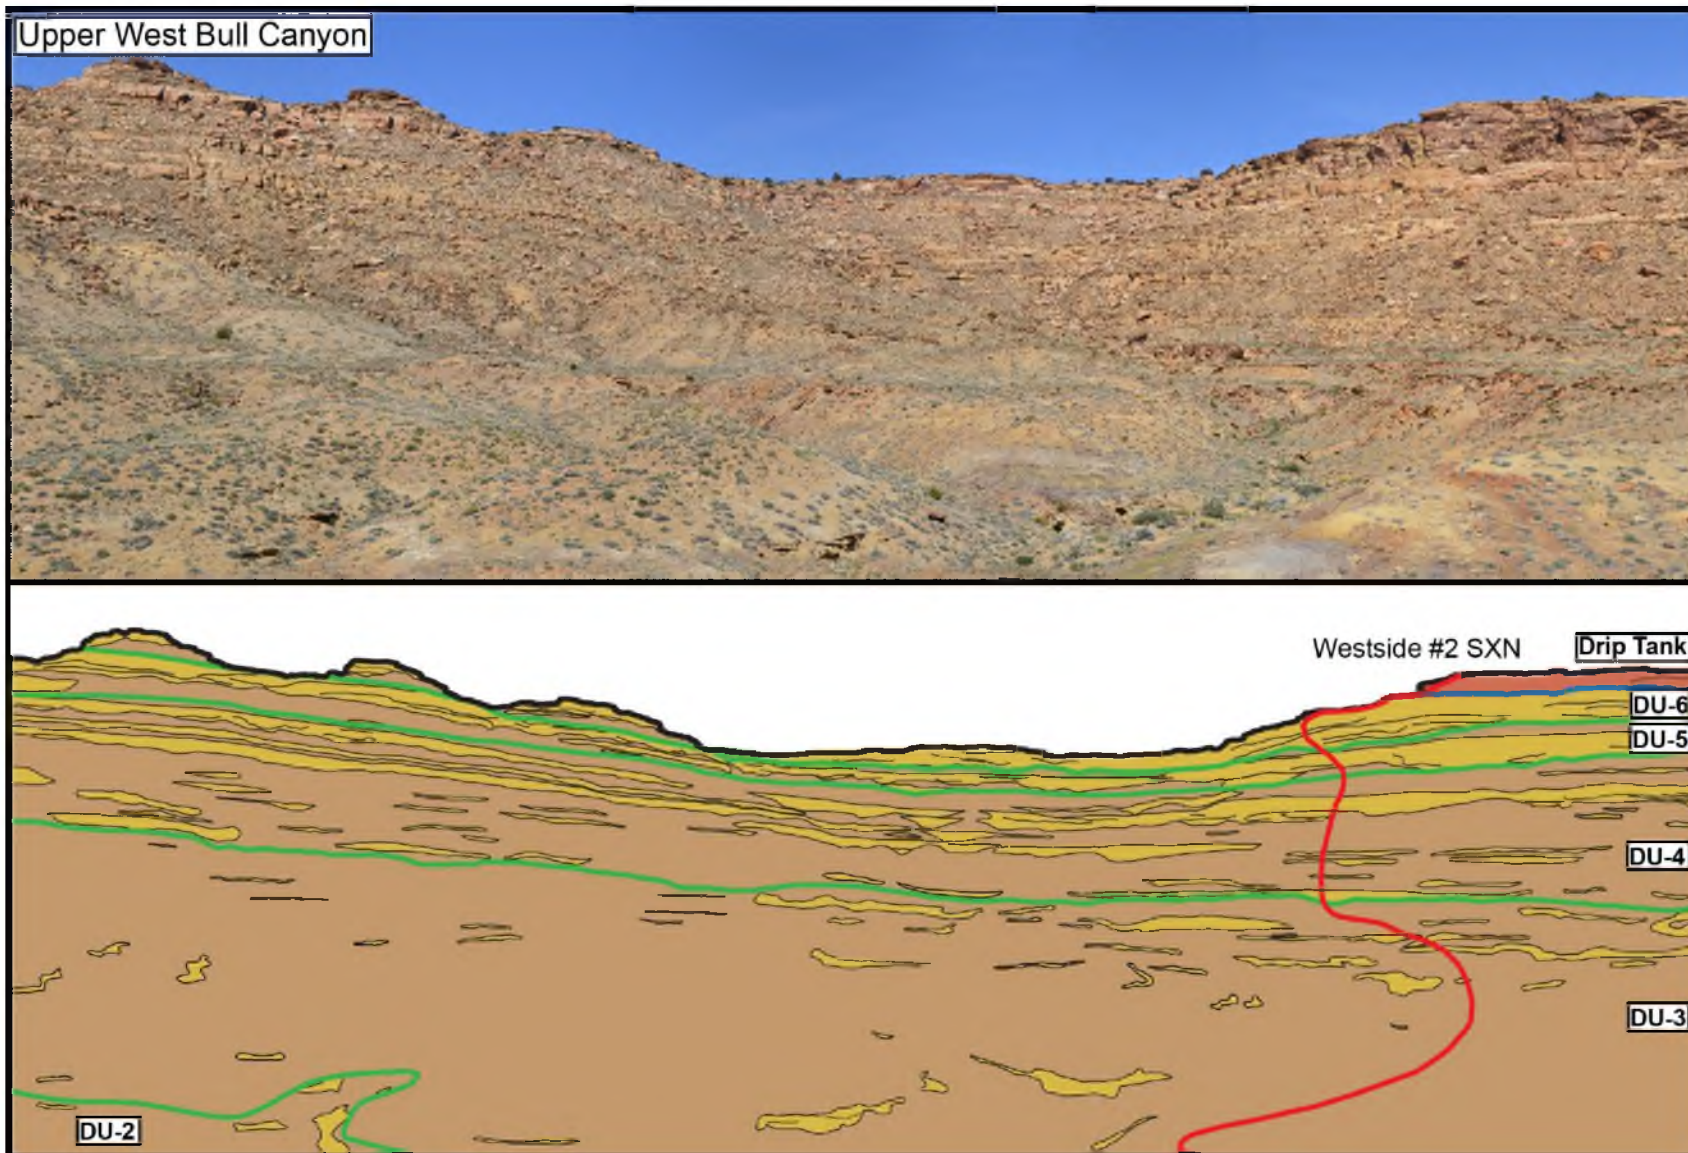 Upper West Bull Canyon
Westside #2 SXN
Drip Tank
DU-6
DU-5
DU-4
DU-3
DU-2